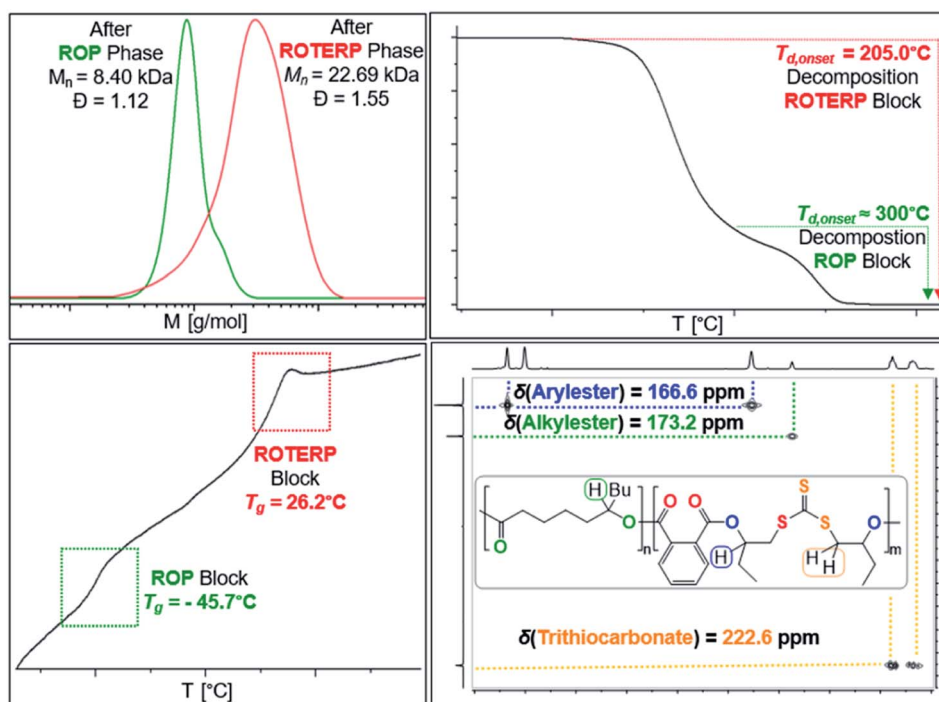 After
ROP Phase
Mn = 8.40 kDa
Đ = 1.12
After
ROTERP Phase
Mn = 22.69 kDa
Đ = 1.55
M [g/mol]
Td,onset = 205.0°C
Decomposition
ROTERP Block
Td,onset ≈ 300°C
Decompostion
ROP Block
T [°C]
ROTERP
Block
Tg = 26.2°C
ROP Block
Tg = - 45.7°C
T [°C]
δ(Arylester) = 166.6 ppm
δ(Alkylester) = 173.2 ppm
H Bu
S
O O
O O S S O
n m
O H H
H
δ(Trithiocarbonate) = 222.6 ppm